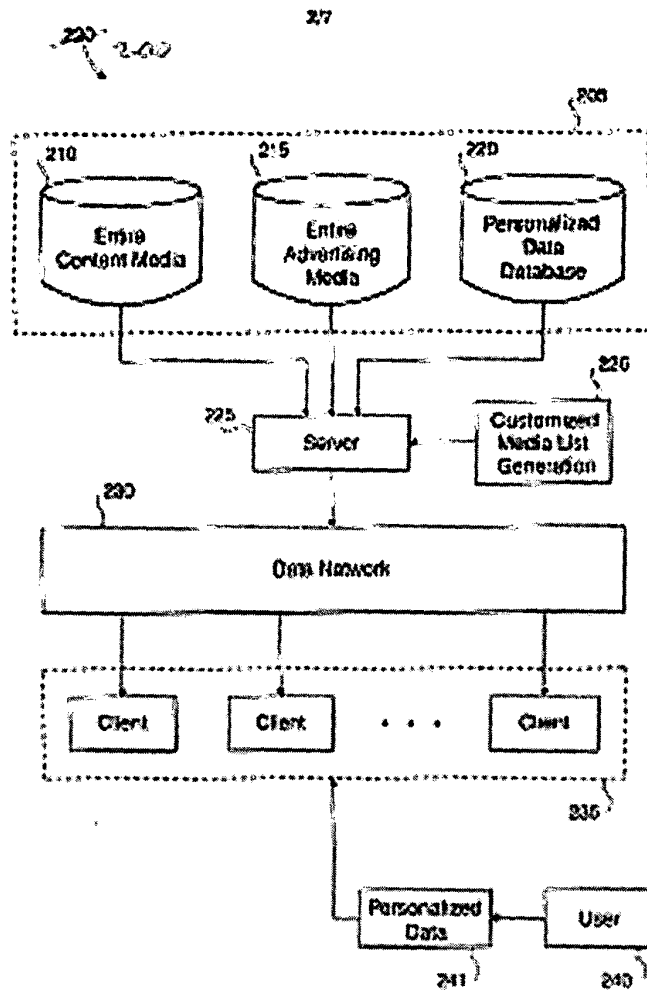 2/7
220 200
205
210
215
220
Entire
Content Media
Entire
Advertising
Media
Personalized
Data
Database
226
225
Server
Customized
Media List
Generation
230
Data Network
Client
Client
• • •
Client
235
Personalized
Data
User
241
240